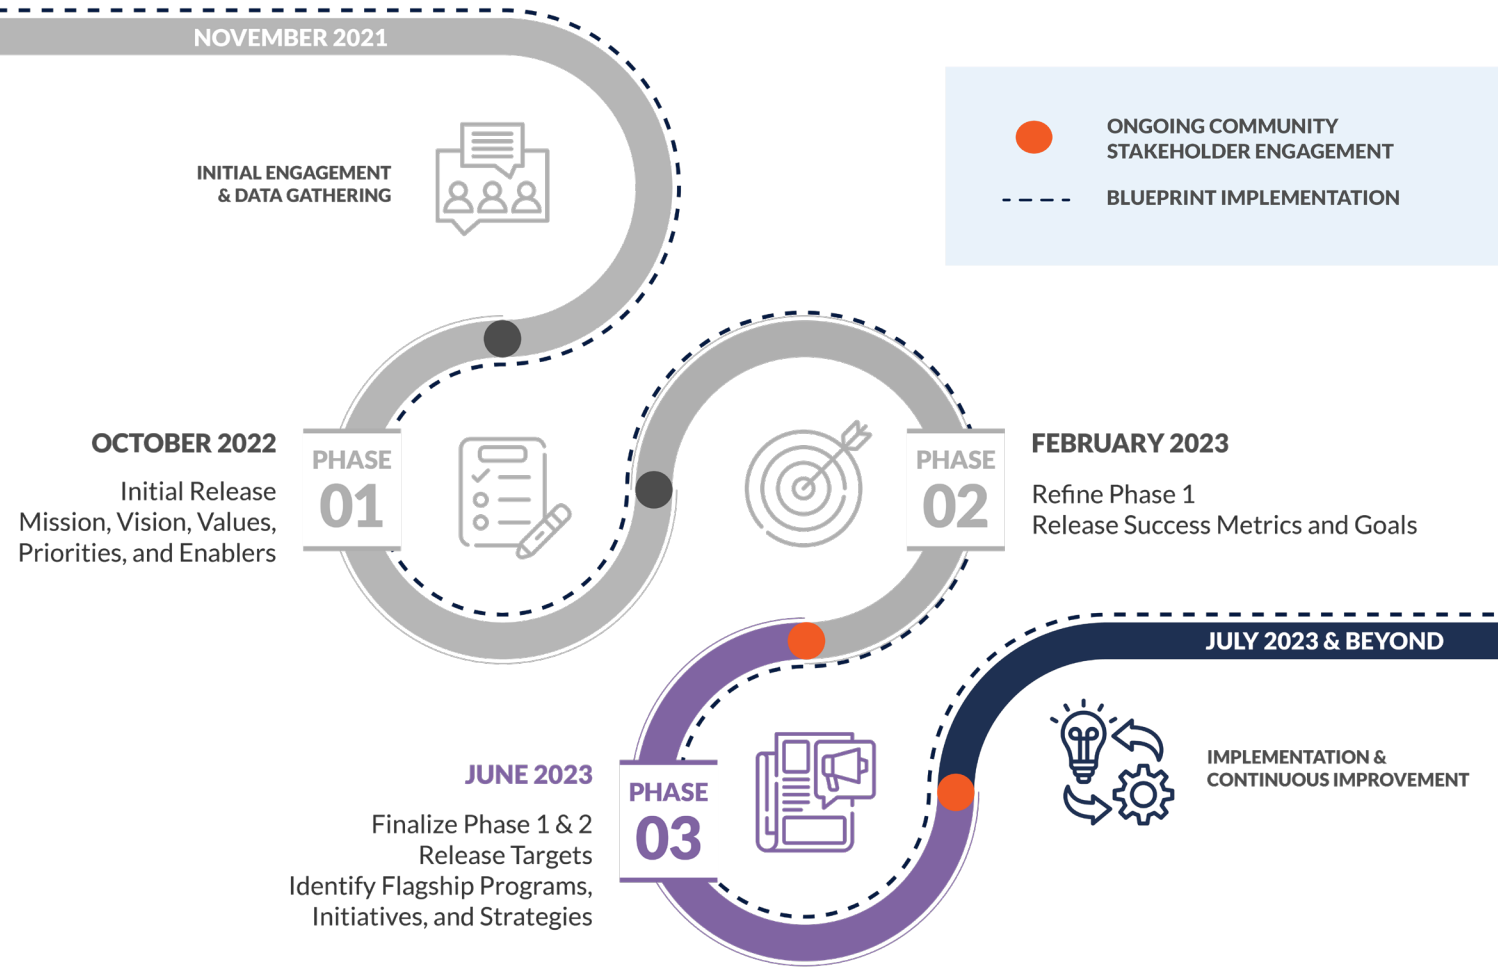 NOVEMBER 2021
INITIAL ENGAGEMENT
& DATA GATHERING
ONGOING COMMUNITY
STAKEHOLDER ENGAGEMENT
BLUEPRINT IMPLEMENTATION
OCTOBER 2022
Initial Release
Mission, Vision, Values,
Priorities, and Enablers
PHASE
01
PHASE
02
FEBRUARY 2023
Refine Phase 1
Release Success Metrics and Goals
JUNE 2023
Finalize Phase 1 & 2
Release Targets
Identify Flagship Programs,
Initiatives, and Strategies
PHASE
03
JULY 2023 & BEYOND
IMPLEMENTATION &
CONTINUOUS IMPROVEMENT